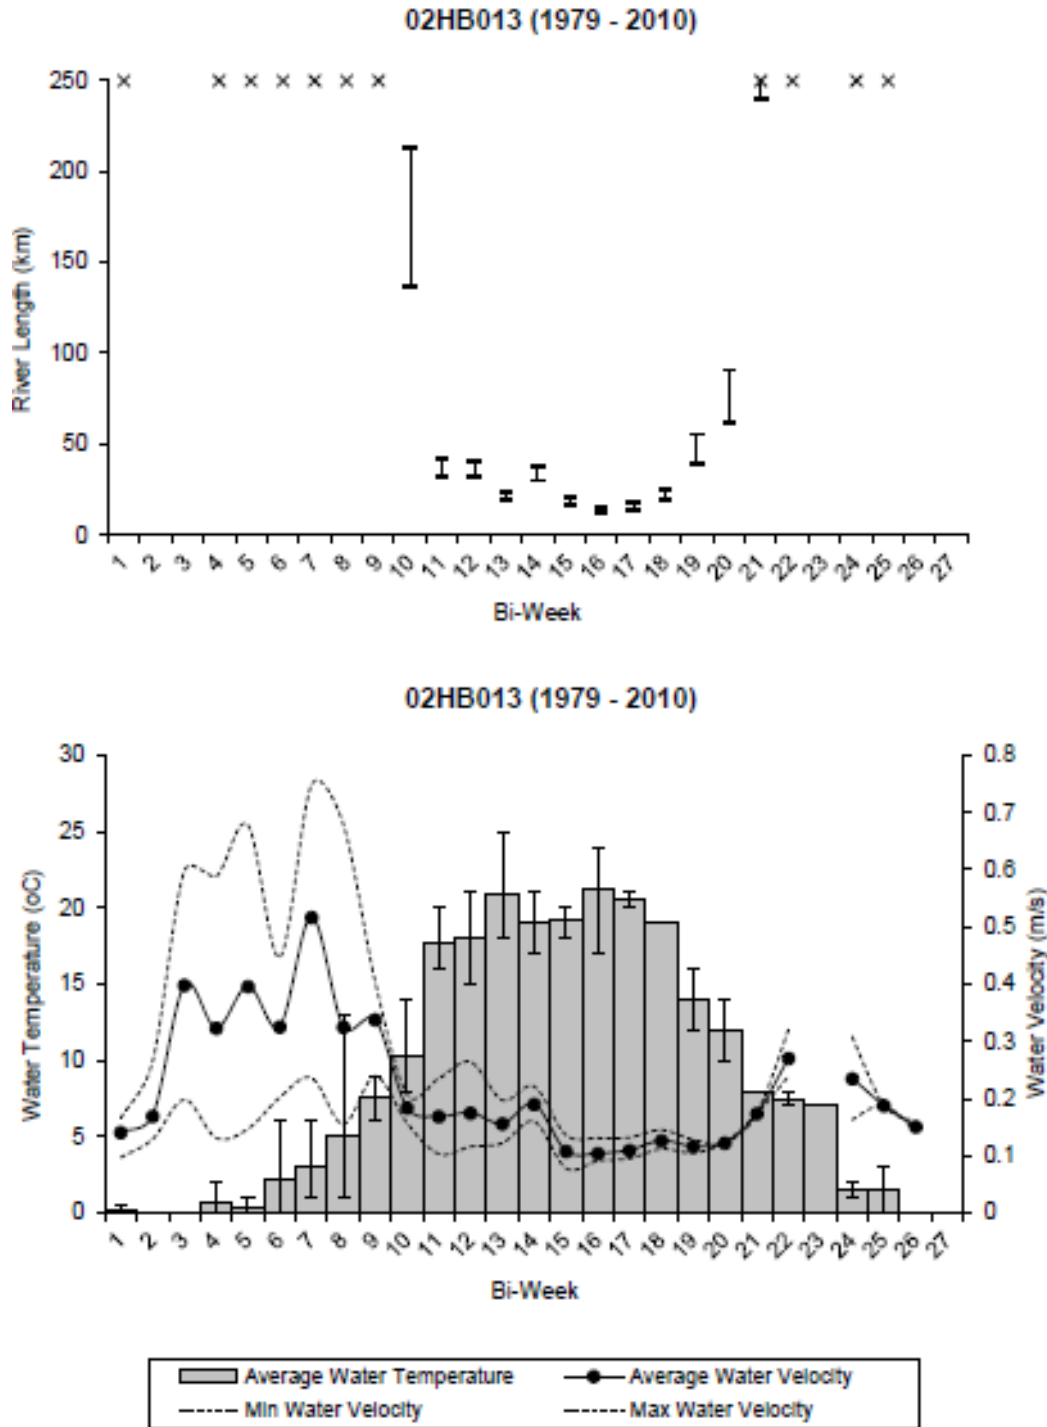 02HB013 (1979 - 2010)
250
200
150
100
50
0
River Length (km)
1 2 3 4 5 6 7 8 9 10 11 12 13 14 15 16 17 18 19 20 21 22 23 24 25 26 27
Bi-Week
02HB013 (1979 - 2010)
30
25
20
15
10
5
0
Water Temperature (oC)
0.8
0.7
0.6
0.5
0.4
0.3
0.2
0.1
0
Water Velocity (m/s)
1 2 3 4 5 6 7 8 9 10 11 12 13 14 15 16 17 18 19 20 21 22 23 24 25 26 27
Bi-Week
Average Water Temperature Average Water Velocity
Min Water Velocity Max Water Velocity